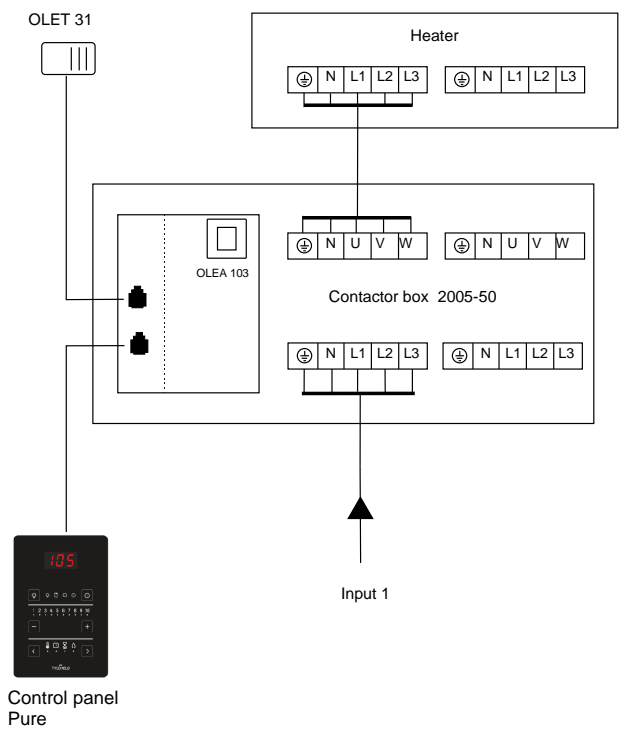 OLET 31
Heater
N L1 L2 L3 N L1 L2 L3
N U V W N U V W
OLEA 103
Contactor box 2005-50
N L1 L2 L3 N L1 L2 L3
Input 1
105
1 2 3 4 5 6 7 8 9 10
TYLÖHELO
Control panel
Pure